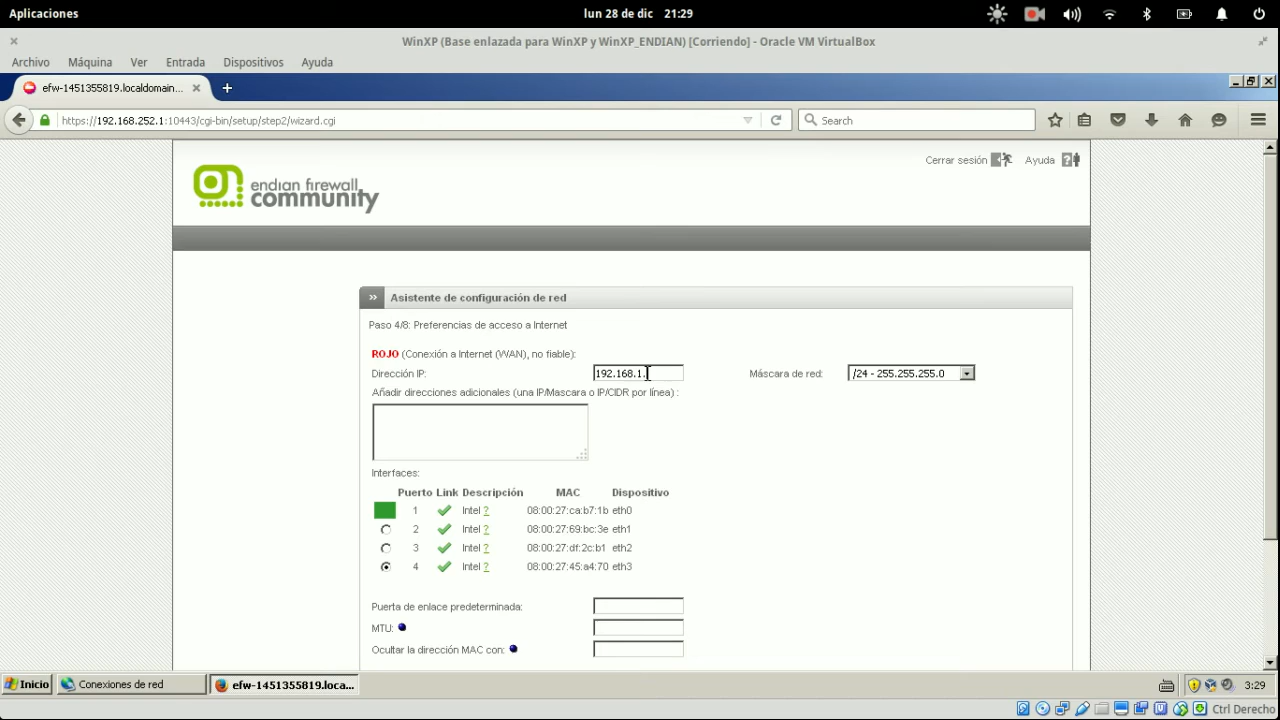 Aplicaciones
lun 28 de dic 21:29
WinXP (Base enlazada para WinXP y WinXP_ENDIAN) [Corriendo] - Oracle VM VirtualBox
Archivo Máquina Ver Entrada Dispositivos Ayuda
efw-1451355819.localdomain...
https://192.168.252.1:10443/cgi-bin/setup/step2/wizard.cgi
Search
Cerrar sesión Ayuda
endian firewall
community
Asistente de configuración de red
Paso 4/8: Preferencias de acceso a Internet
ROJO (Conexión a Internet (WAN), no fiable):
Dirección IP: 192.168.1. Máscara de red: /24 - 255.255.255.0
Añadir direcciones adicionales (una IP/Mascara o IP/CIDR por línea) :
Interfaces:
Puerto Link Descripción MAC Dispositivo
1 Intel ? 08:00:27:ca:b7:1b eth0
2 Intel ? 08:00:27:69:bc:3e eth1
3 Intel ? 08:00:27:df:2c:b1 eth2
4 Intel ? 08:00:27:45:a4:70 eth3
Puerta de enlace predeterminada:
MTU:
Ocultar la dirección MAC con:
Inicio Conexiones de red efw-1451355819.loca... 3:29
Ctrl Derecho